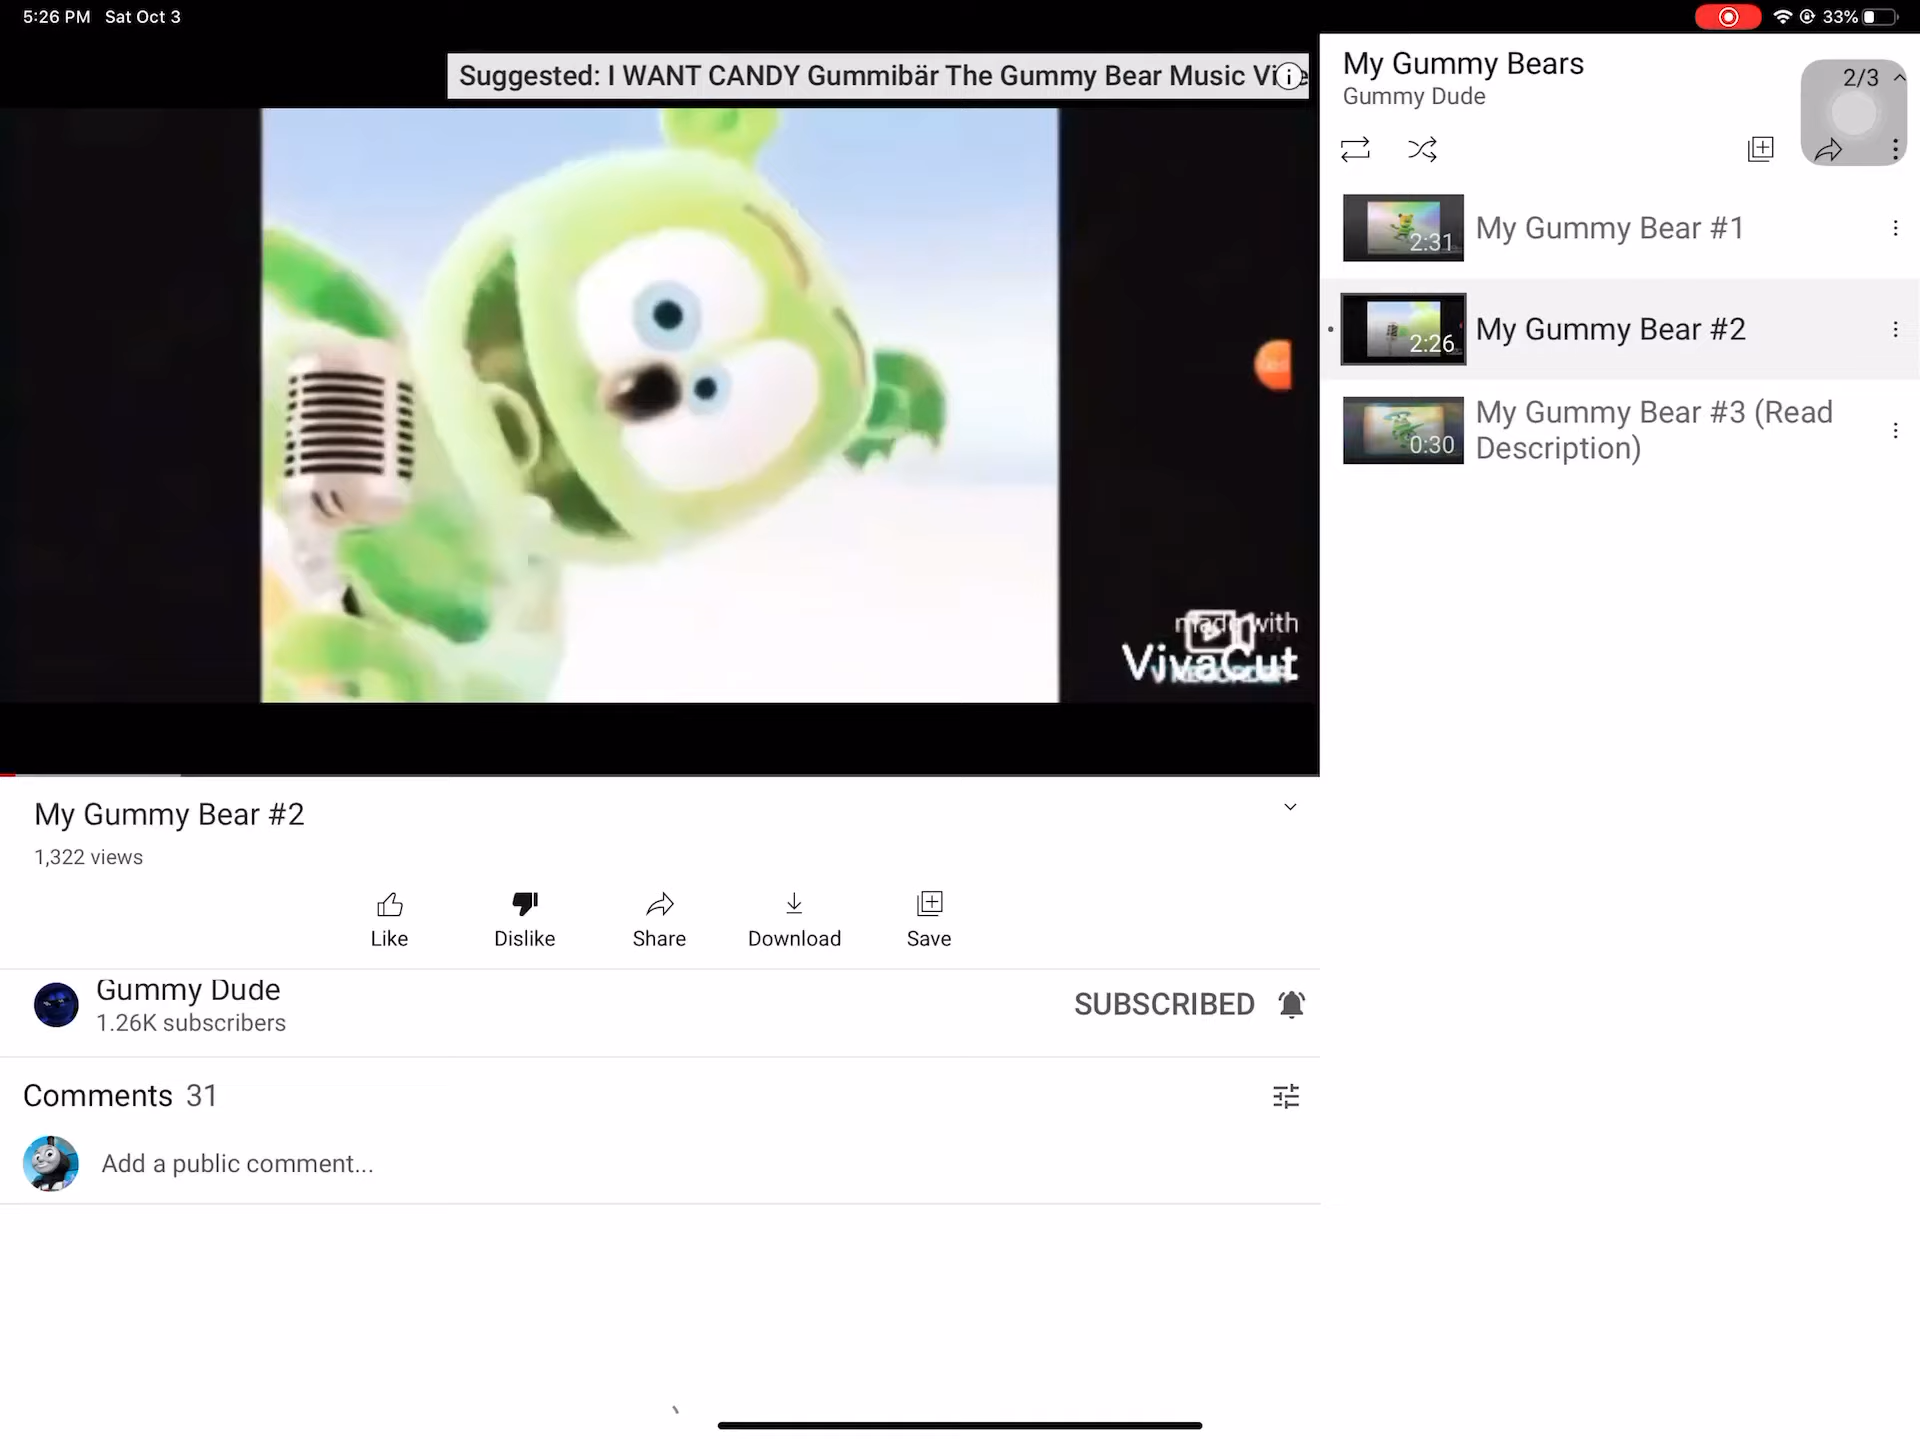 5:26 PM Sat Oct 3
33%
Suggested: I WANT CANDY Gummibär The Gummy Bear Music
made with
VivaCut
My Gummy Bear #2
1,322 views
Like Dislike Share Download Save
Gummy Dude
1.26K subscribers
SUBSCRIBED
Comments 31
Add a public comment...
My Gummy Bears
Gummy Dude
2/3
2:31
My Gummy Bear #1
2:26
My Gummy Bear #2
0:30
My Gummy Bear #3 (Read
Description)